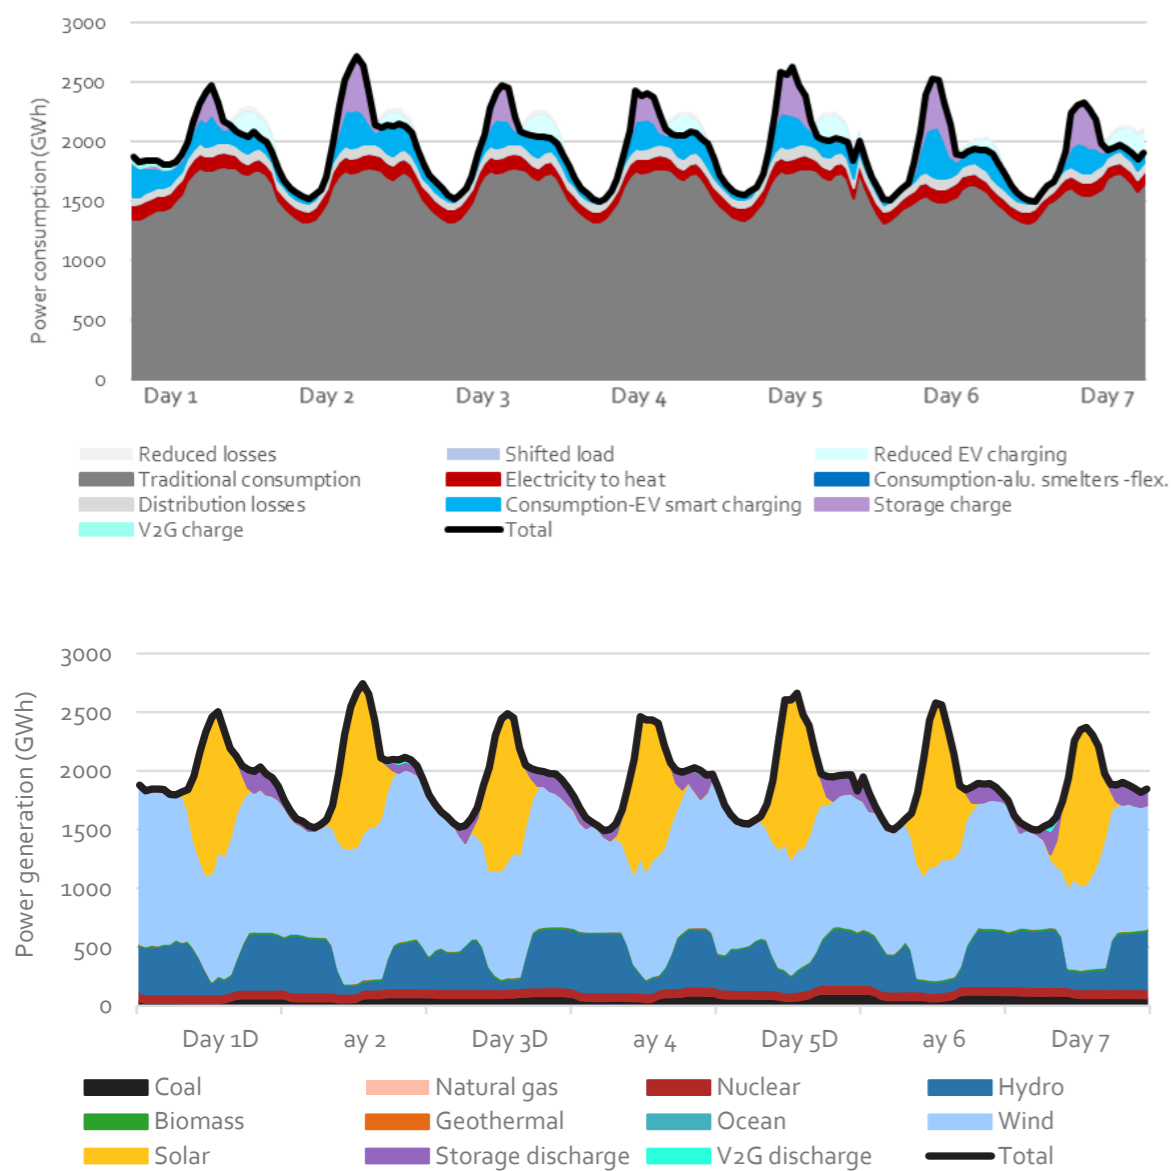 3000
2500
2000
1500
1000
500
0
Power consumption (GWh)
Day 1 Day 2 Day 3 Day 4 Day 5 Day 6 Day 7
Reduced losses Shifted load Reduced EV charging
Traditional consumption Electricity to heat Consumption-alu. smelters -flex.
Distribution losses Consumption-EV smart charging Storage charge
V2G charge Total
3000
2500
2000
1500
1000
500
0
Power generation (GWh)
Day 1D ay 2 Day 3D ay 4 Day 5D ay 6 Day 7
Coal Natural gas Nuclear Hydro
Biomass Geothermal Ocean Wind
Solar Storage discharge V2G discharge Total